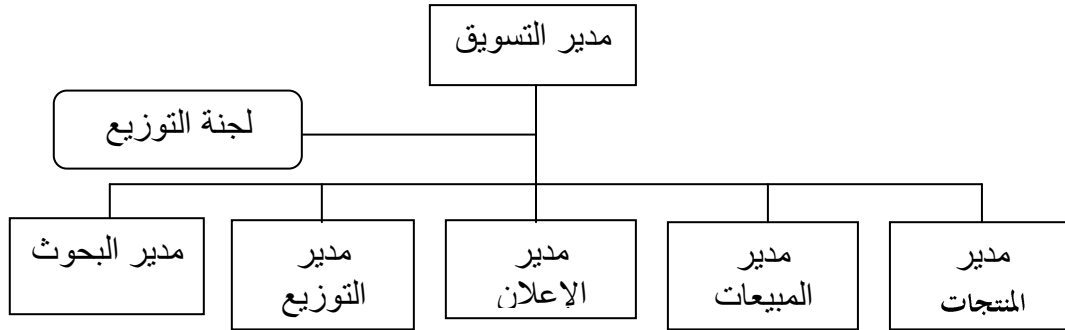 مدير التسويق
لجنة التوزيع
مدير
المنتجات
مدير
المبيعات
مدير
الإعلان
مدير
التوزيع
مدير البحوث